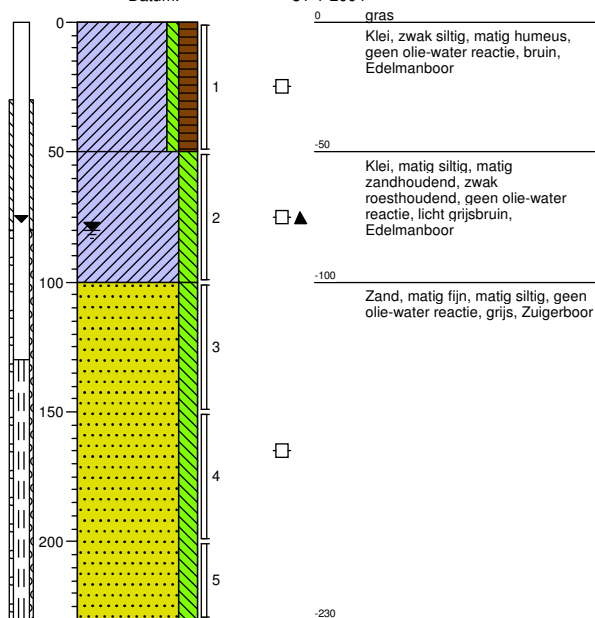 0
50
100
150
200
1
2
3
4
5
0 gras
Klei, zwak siltig, matig humeus,
geen olie-water reactie, bruin,
Edelmanboor
-50
Klei, matig siltig, matig
zandhoudend, zwak
roesthoudend, geen olie-water
reactie, licht grijsbruin,
Edelmanboor
-100
Zand, matig fijn, matig siltig, geen
olie-water reactie, grijs, Zuigerboor
-230